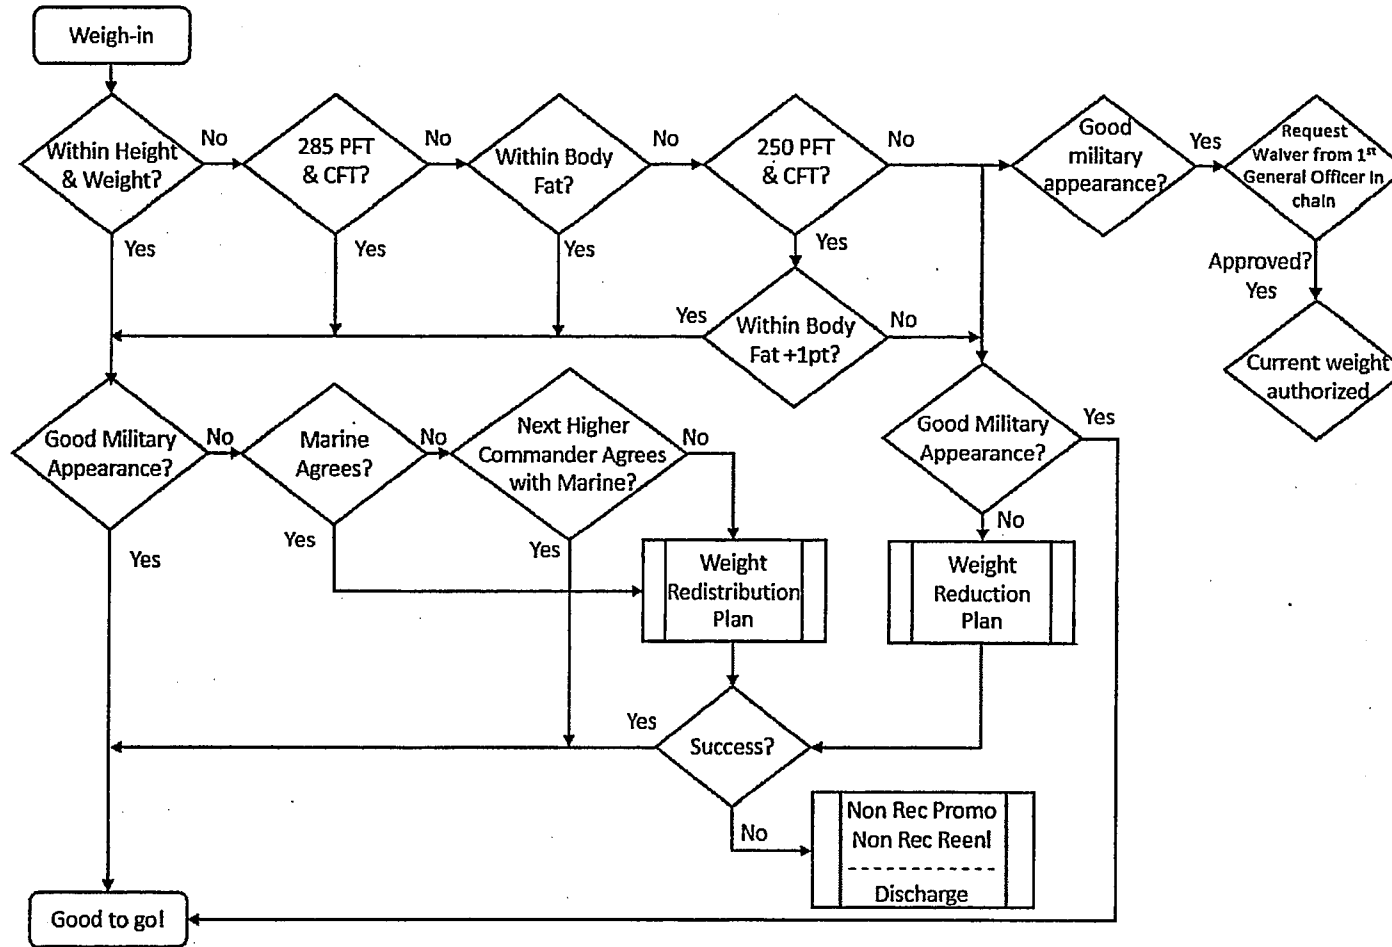 Weigh-in
Within Height
& Weight?
No
285 PFT
& CFT?
No
Within Body
Fat?
No
250 PFT
& CFT?
No
Good
military
appearance?
Yes
Request
Waiver from 1st
General Officer in
chain
Yes
Yes
Yes
Yes
Approved?
Yes
Yes
Within Body
Fat +1pt?
No
Current weight
authorized
Good Military
Appearance?
No
Marine
Agrees?
No
Next Higher
Commander Agrees
with Marine?
No
Good Military
Appearance?
Yes
Yes
Yes
Yes
No
Weight
Redistribution
Plan
Weight
Reduction
Plan
Yes
Success?
No
Non Rec Promo
Non Rec Reenl
Discharge
Good to go!